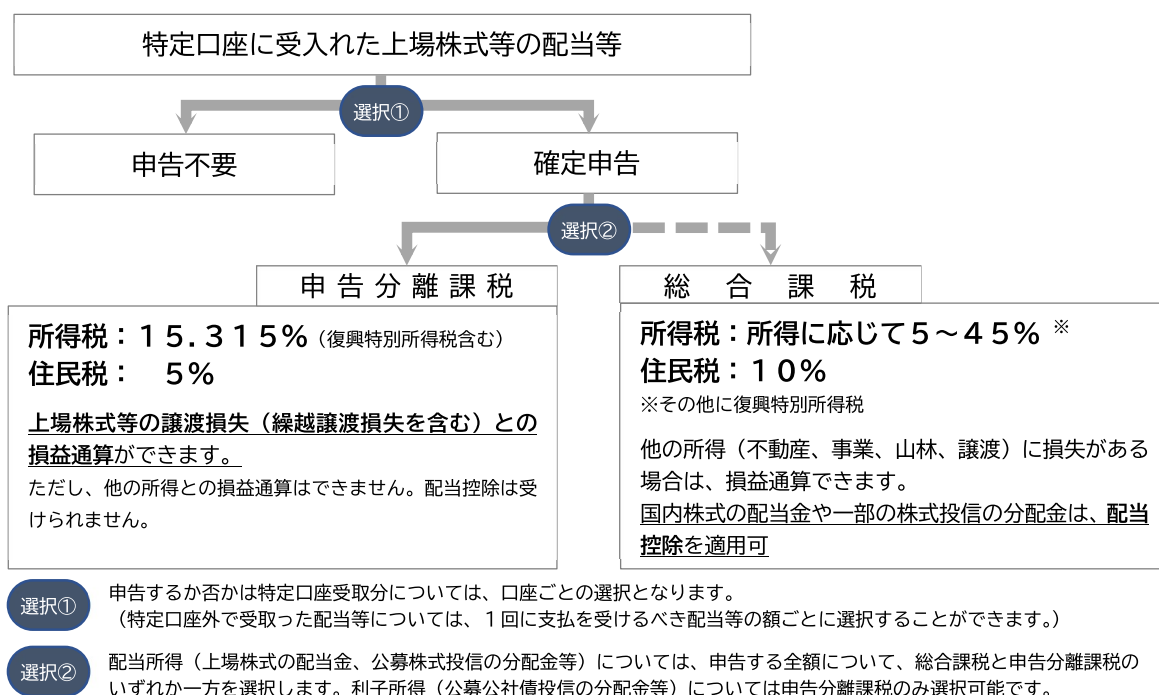 特定口座に受入れた上場株式等の配当等
選択①
申告不要
確定申告
選択②
申告分離課税
所得税：１５.３１５％（復興特別所得税含む）
住民税：　５％
上場株式等の譲渡損失（繰越譲渡損失を含む）との
損益通算ができます。
ただし、他の所得との損益通算はできません。配当控除は受
けられません。
総合課税
所得税：所得に応じて５～４５％ ※
住民税：１０％
※その他に復興特別所得税
他の所得（不動産、事業、山林、譲渡）に損失がある
場合は、損益通算できます。
国内株式の配当金や一部の株式投信の分配金は、配当
控除を適用可
選択①
申告するか否かは特定口座受取分については、口座ごとの選択となります。
（特定口座外で受取った配当等については、１回に支払を受けるべき配当等の額ごとに選択することができます。）
選択②
配当所得（上場株式の配当金、公募株式投信の分配金等）については、申告する全額について、総合課税と申告分離課税の
いずれか一方を選択します。利子所得（公募公社債投信の分配金等）については申告分離課税のみ選択可能です。